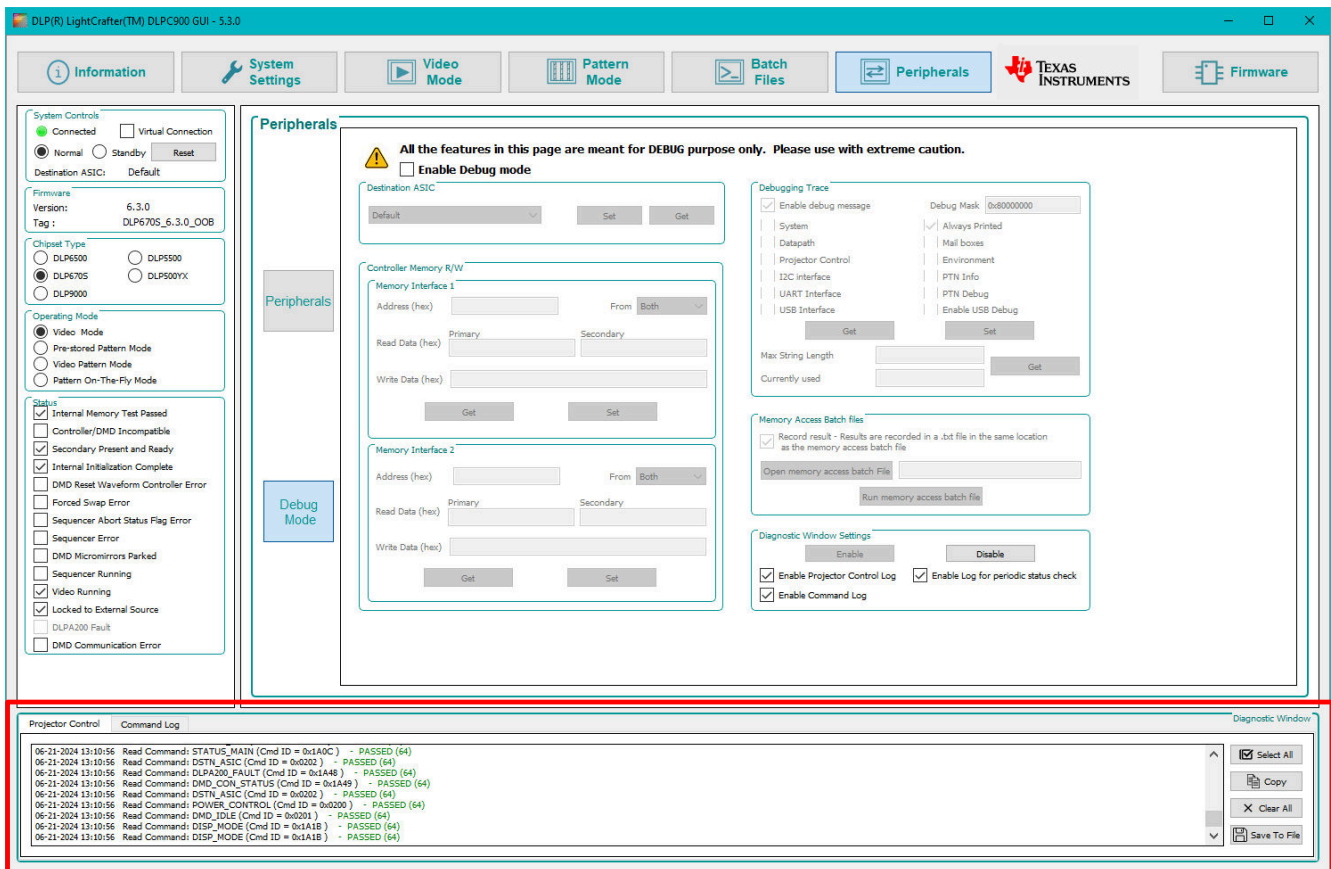 DLP(R) LightCrafter(TM) DLPC900 GUI - 5.3.0
Information
System Settings
Video Mode
Pattern Mode
Batch Files
Peripherals
TEXAS INSTRUMENTS
Firmware
System Controls
Connected
Virtual Connection
Normal
Standby
Reset
Destination ASIC: Default
Firmware
Version: 6.3.0
Tag : DLP670S_6.3.0_OOB
Chipset Type
DLP6500
DLP5500
DLP670S
DLP500YX
DLP9000
Operating Mode
Video Mode
Pre-stored Pattern Mode
Video Pattern Mode
Pattern On-The-Fly Mode
Status
Internal Memory Test Passed
Controller/DMD Incompatible
Secondary Present and Ready
Internal Initialization Complete
DMD Reset Waveform Controller Error
Forced Swap Error
Sequencer Abort Status Flag Error
Sequencer Error
DMD Micromirrors Parked
Sequencer Running
Video Running
Locked to External Source
DLPA200 Fault
DMD Communication Error
Peripherals
Peripherals
Debug
Mode
All the features in this page are meant for DEBUG purpose only. Please use with extreme caution.
Enable Debug mode
Destination ASIC
Default
Set
Get
Controller Memory R/W
Memory Interface 1
Address (hex)
From Both
Primary
Secondary
Read Data (hex)
Write Data (hex)
Get
Set
Memory Interface 2
Address (hex)
From Both
Primary
Secondary
Read Data (hex)
Write Data (hex)
Get
Set
Debugging Trace
Enable debug message
Debug Mask 0x80000000
System
Always Printed
Datapath
Mail boxes
Projector Control
Environment
I2C interface
PTN Info
UART Interface
PTN Debug
USB Interface
Enable USB Debug
Get
Set
Max String Length
Get
Currently used
Memory Access Batch files
Record result - Results are recorded in a .txt file in the same location
as the memory access batch file
Open memory access batch File
Run memory access batch file
Diagnostic Window Settings
Enable
Disable
Enable Projector Control Log
Enable Log for periodic status check
Enable Command Log
Projector Control
Command Log
Diagnostic Window
06-21-2024 13:10:56 Read Command: STATUS_MAIN (Cmd ID = 0x1A0C ) - PASSED (64)
06-21-2024 13:10:56 Read Command: DSTN_ASIC (Cmd ID = 0x0202 ) - PASSED (64)
06-21-2024 13:10:56 Read Command: DLPA200_FAULT (Cmd ID = 0x1A48 ) - PASSED (64)
06-21-2024 13:10:56 Read Command: DMD_CON_STATUS (Cmd ID = 0x1A49 ) - PASSED (64)
06-21-2024 13:10:56 Read Command: DSTN_ASIC (Cmd ID = 0x0202 ) - PASSED (64)
06-21-2024 13:10:56 Read Command: POWER_CONTROL (Cmd ID = 0x0200 ) - PASSED (64)
06-21-2024 13:10:56 Read Command: DMD_IDLE (Cmd ID = 0x0201 ) - PASSED (64)
06-21-2024 13:10:56 Read Command: DISP_MODE (Cmd ID = 0x1A1B ) - PASSED (64)
06-21-2024 13:10:56 Read Command: DISP_MODE (Cmd ID = 0x1A1B ) - PASSED (64)
Select All
Copy
Clear All
Save To File